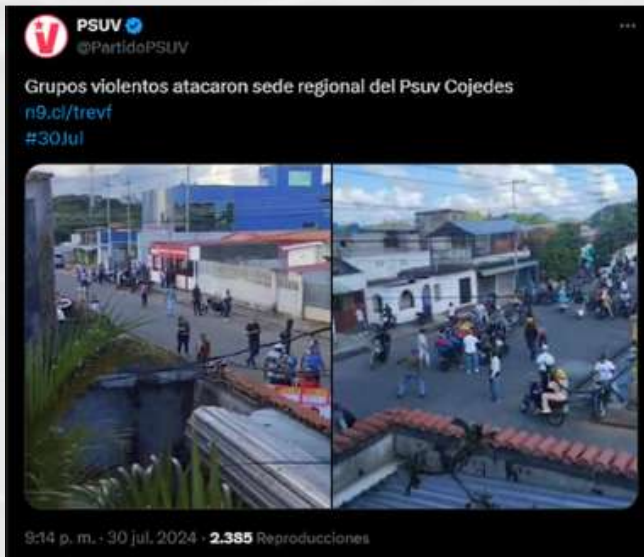 PSUV
@PartidoPSUV
Grupos violentos atacaron sede regional del Psuv Cojedes
n9.cl/trevf
#30Jul
9:14 p. m. · 30 jul. 2024 · 2.385 Reproducciones